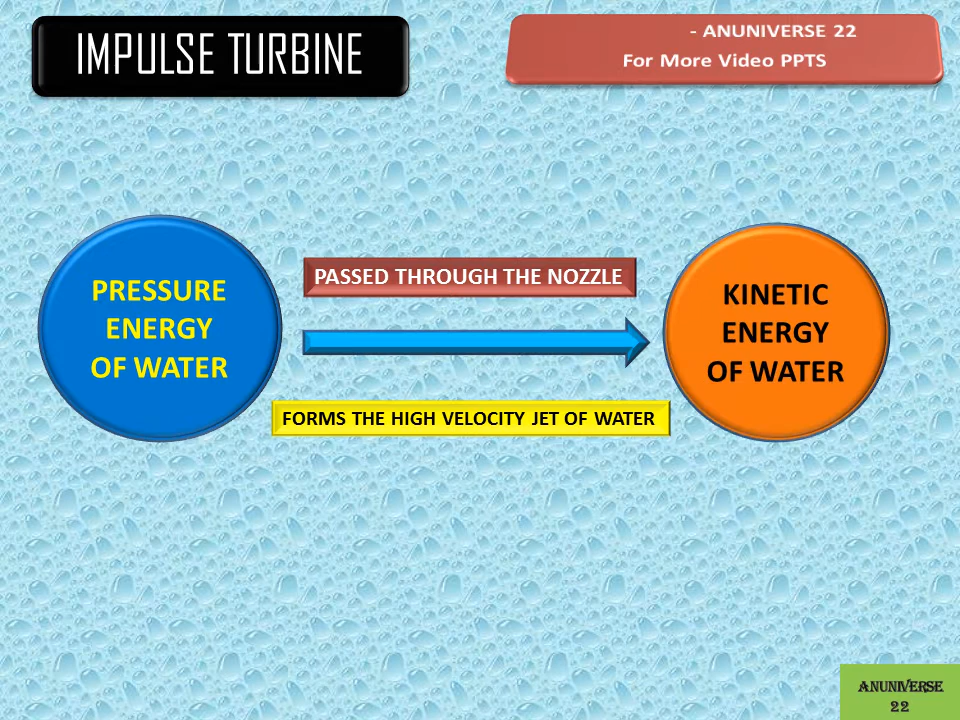 IMPULSE TURBINE
- ANUNIVERSE 22
For More Video PPTS
PRESSURE
ENERGY
OF WATER
PASSED THROUGH THE NOZZLE
FORMS THE HIGH VELOCITY JET OF WATER
KINETIC
ENERGY
OF WATER
ANUNIVERSE
22